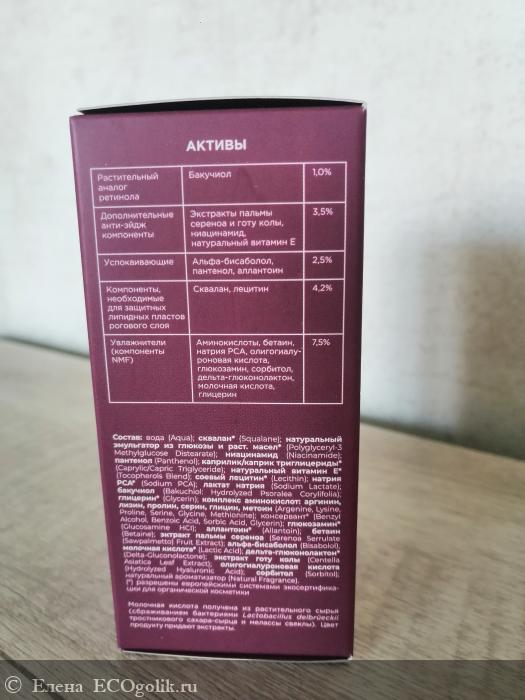 АКТИВЫ
Растительный
аналог
ретинола
Бакучиол
1,0%
Дополнительные
анти-эйдж
компоненты
Экстракты пальмы
сереноа и готу колы,
ниацинамид,
натуральный витамин Е
3,5%
Успокаивающие
Альфа-бисаболол,
пантенол, аллантоин
2,5%
Компоненты,
необходимые
для защитных
липидных пластов
рогового слоя
Сквалан, лецитин
4,2%
Увлажнители
(компоненты
NMF)
Аминокислоты, бетаин,
натрия PCA, олигогиалу-
роновая кислота,
глюкозамин, сорбитол,
дельта-глюконолактон,
молочная кислота,
глицерин
7,5%
Состав: вода (Aqua); сквалан* (Squalane); натуральный
эмульгатор из глюкозы и раст. масел* (Polyglyceryl-3
Methylglucose Distearate); ниацинамид (Niacinamide);
пантенол (Panthenol); каприлик/каприк триглицериды*
(Caprylic/Capric Triglyceride); натуральный витамин Е*
(Tocopherols Blend); соевый лецитин* (Lecithin); натрия
PCA* (Sodium PCA), лактат натрия (Sodium Lactate);
бакучиол (Bakuchiol; Hydrolyzed Psoralea Corylifolia);
глицерин* (Glycerin); комплекс аминокислот: аргинин,
лизин, пролин, серин, глицин, метоин (Argenine, Lysine,
Proline, Serine, Glycine, Methionine); консервант* (Benzyl
Alcohol, Benzoic Acid, Sorbic Acid, Glycerin); глюкозамин*
(Glucosamine HCl); аллантоин* (Allantoin); бетаин
(Betaine); экстракт пальмы сереноа (Serenoa Serrulate
(Sawpalmetto) Fruit Extract); альфа-бисаболол (Bisabolol);
молочная кислота* (Lactic Acid); дельта-глюконолактон*
(Delta-Gluconolactone); экстракт готу колы (Centella
Asiatica Leaf Extract); олигогиалуроновая кислота
(Hydrolyzed Hyaluronic Acid); сорбитол (Sorbitol);
натуральный ароматизатор (Natural Fragrance).
(*) разрешены европейскими системами экосертифика-
ции для органической косметики
Молочная кислота получена из растительного сырья
(сбраживанием бактериями Lactobacillus delbrüeckii
тростникового сахара-сырца и мелассы свеклы). Цвет
продукту придают экстракты.
© Елена ECOgolik.ru